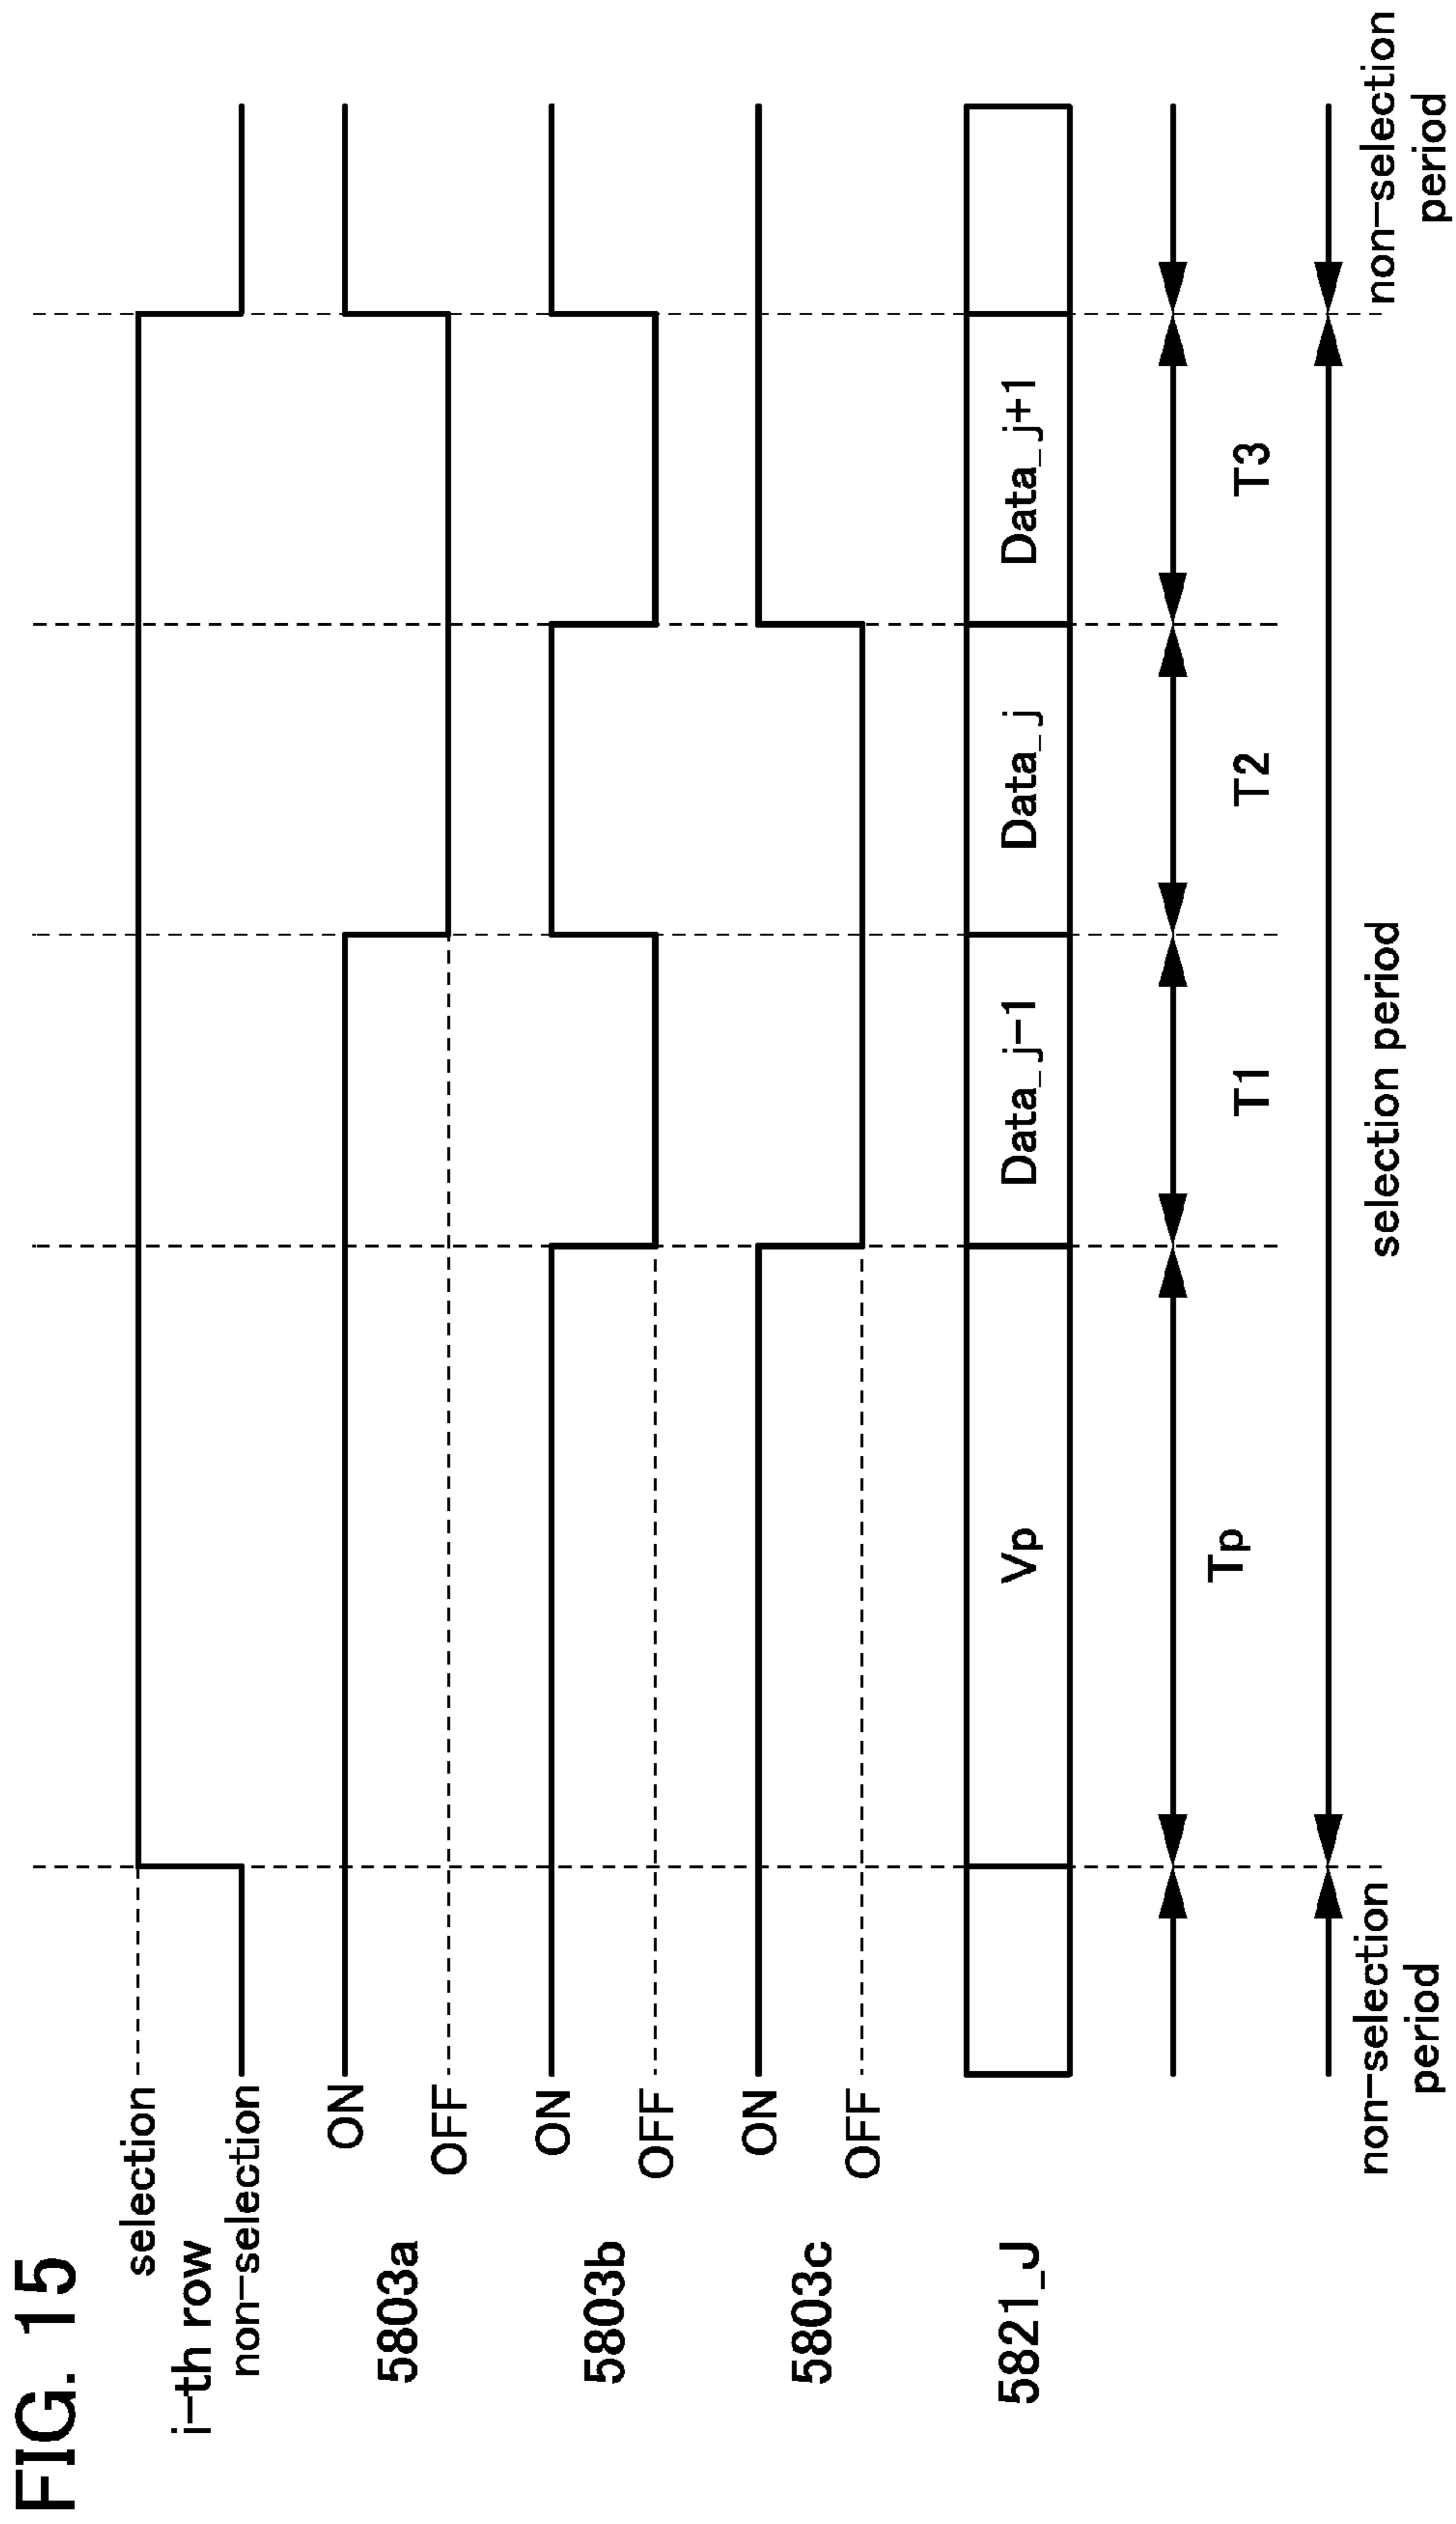 FIG. 15
selection
i-th row
non-selection
ON
5803a
OFF
ON
5803b
OFF
ON
5803c
OFF
5821_J
Vp
Data_j-1
Data_j
Data_j+1
Tp
T1
T2
T3
non-selection
period
selection period
non-selection
period